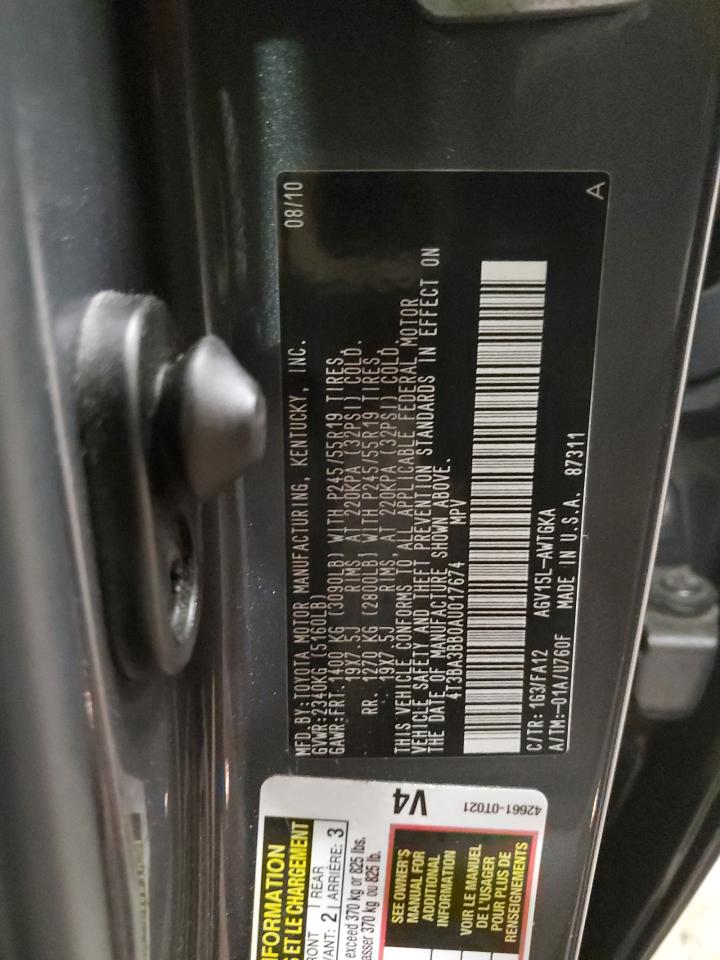 MFD.BY:TOYOTA MOTOR MANUFACTURING, KENTUCKY, INC. 08/10
GVWR:2340KG (5160LB)
GAWR:FRT. 1400 KG (3090LB) WITH P245/55R19 TIRES,
19X7.5J RIMS, AT 220KPA (32PSI) COLD.
RR. 1270 KG (2800LB) WITH P245/55R19 TIRES,
19X7.5J RIMS, AT 220KPA (32PSI) COLD.
THIS VEHICLE CONFORMS TO ALL APPLICABLE FEDERAL MOTOR
VEHICLE SAFETY AND THEFT PREVENTION STANDARDS IN EFFECT ON
THE DATE OF MANUFACTURE SHOWN ABOVE.
4T3BA3BB0AU017674 MPV
C/TR: 1G3/FA12 AGV15L-AWTGKA
A/TM:-01A/U760F MADE IN U.S.A. 87311
A
V4
42661-0T021
S ET LE CHARGEMENT
2 REAR
ARRIÈRE: 3
exceed 370 kg or 825 lbs.
370 kg ou 825 lb.
SEE OWNER'S
MANUAL FOR
ADDITIONAL
INFORMATION
VOIR LE MANUEL
DE L'USAGER
POUR PLUS DE
RENSEIGNEMENTS